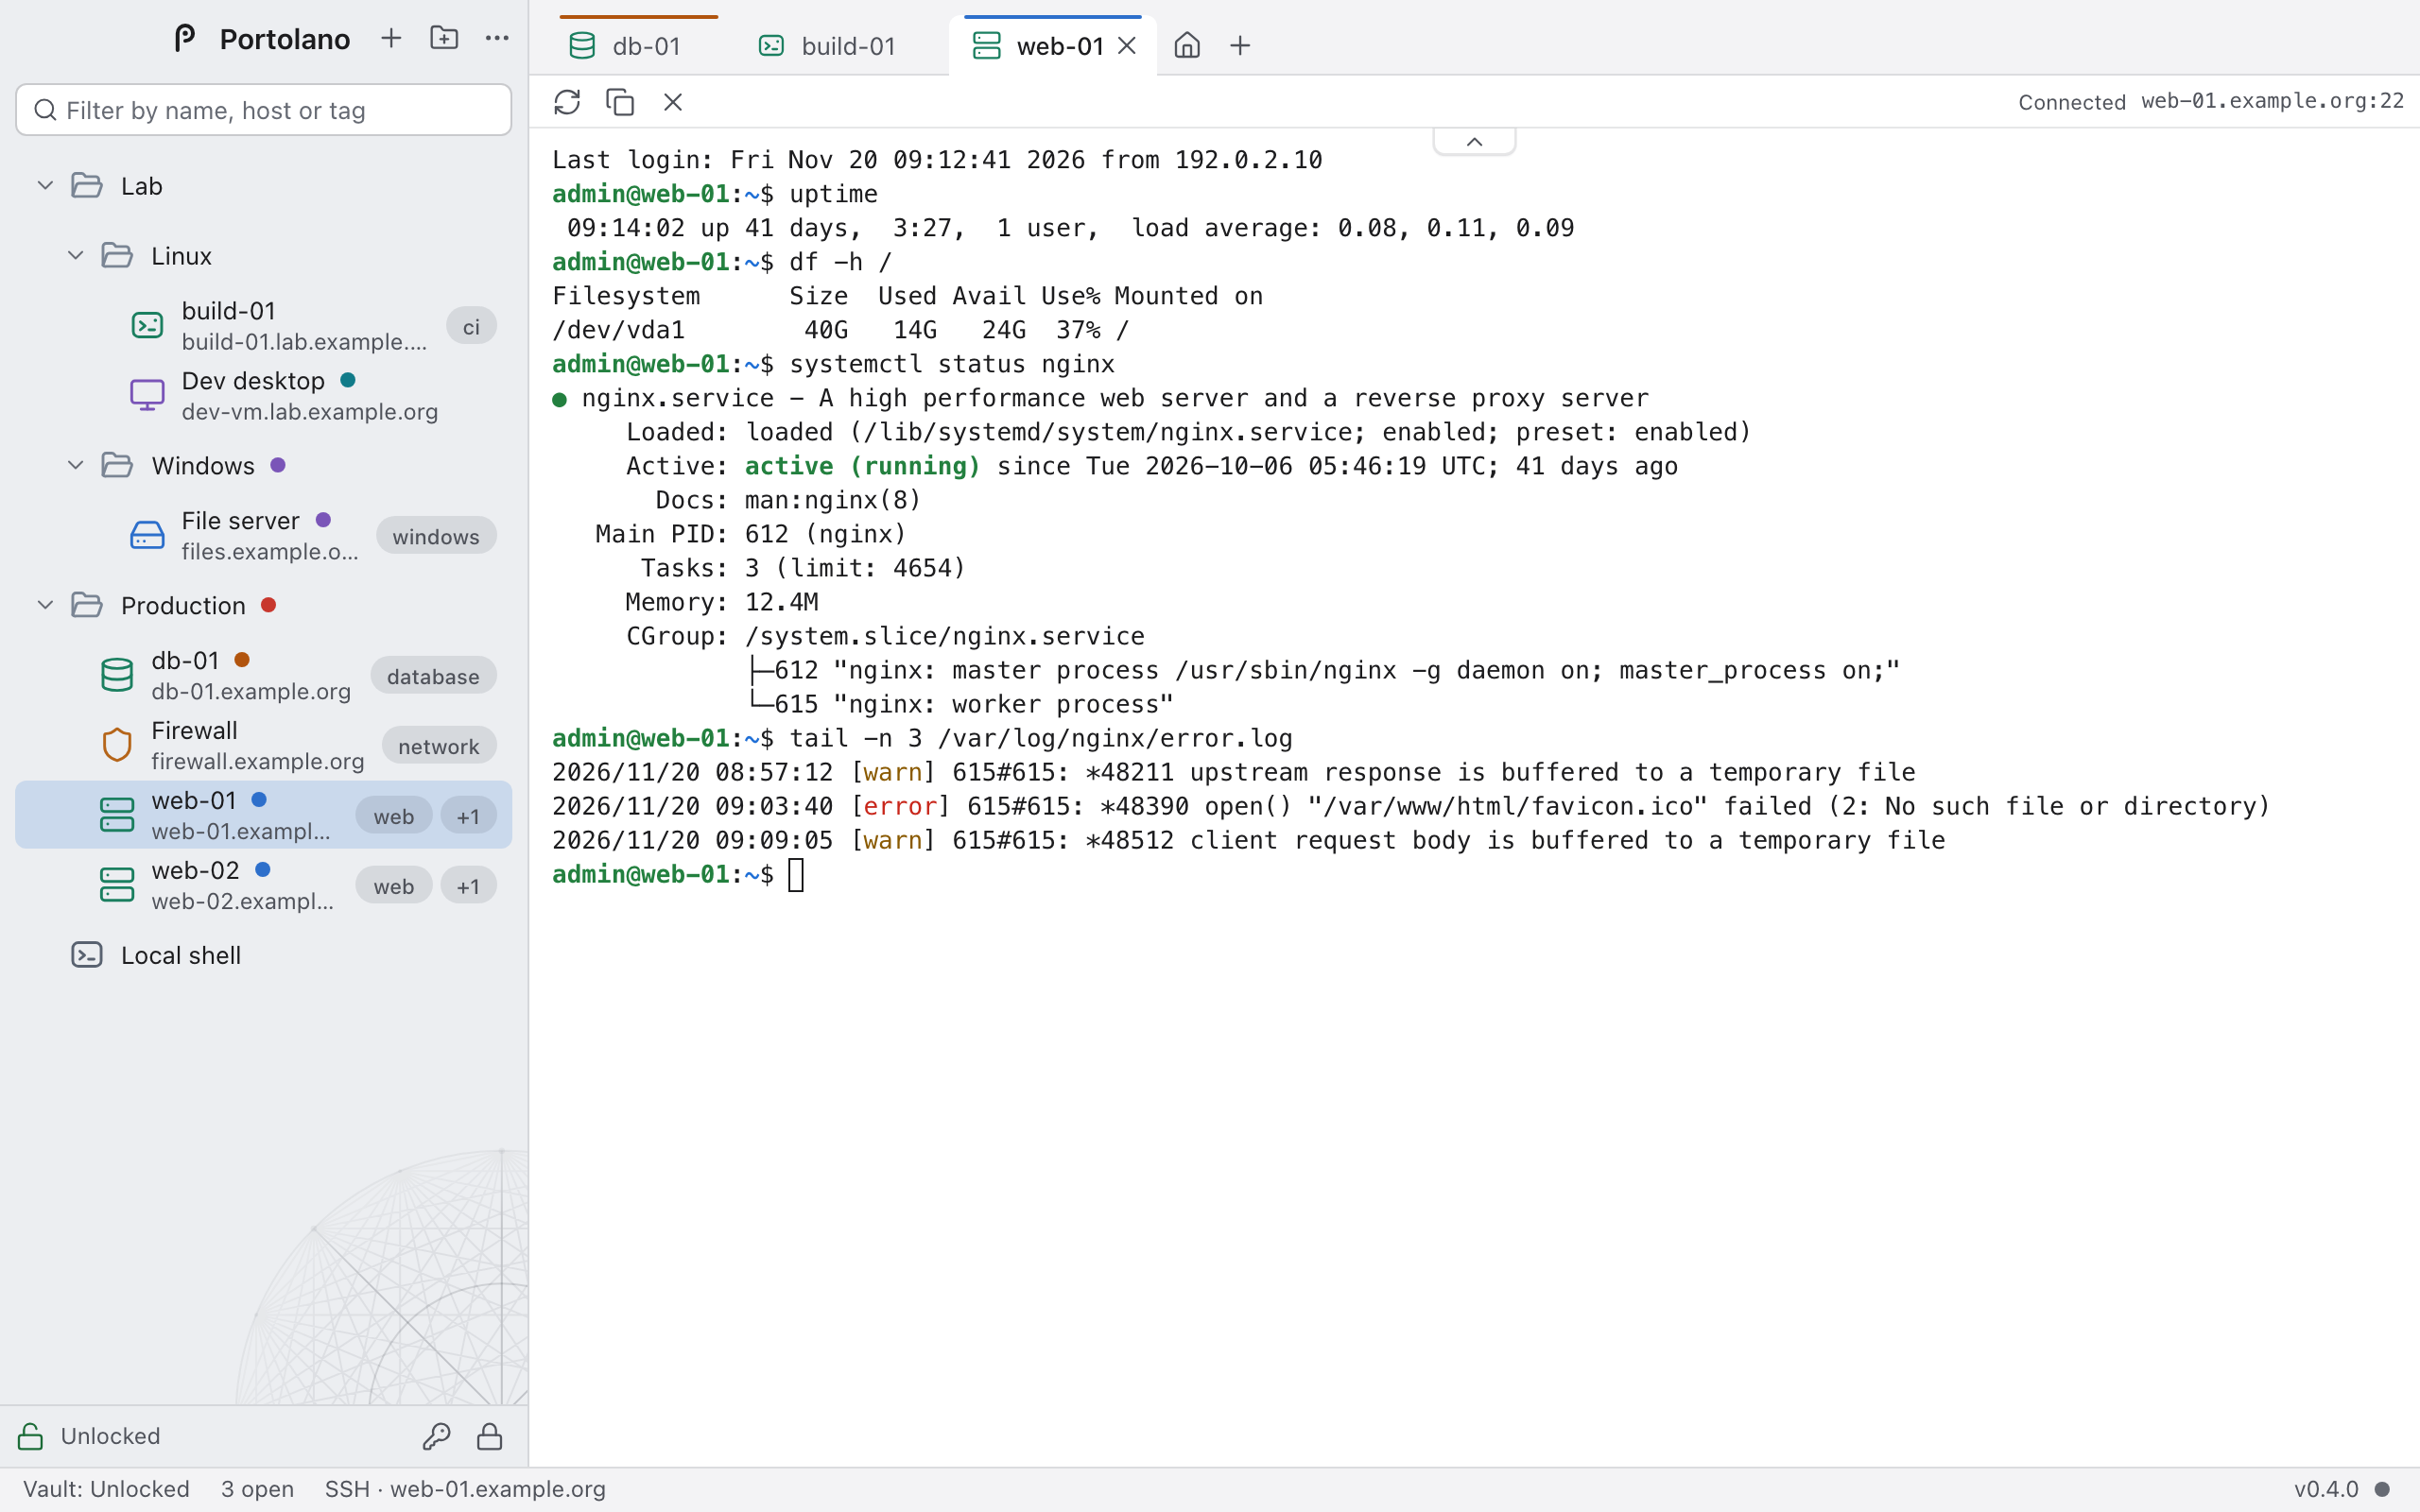 Portolano
Filter by name, host or tag
Lab
Linux
build-01
build-01.lab.example.... ci
Dev desktop
dev-vm.lab.example.org
Windows
File server
files.example.o... windows
Production
db-01
db-01.example.org database
Firewall
firewall.example.org network
web-01
web-01.exampl... web +1
web-02
web-02.exampl... web +1
Local shell
Unlocked
db-01 build-01 web-01
Connected web-01.example.org:22
Last login: Fri Nov 20 09:12:41 2026 from 192.0.2.10
admin@web-01:~$ uptime
 09:14:02 up 41 days,  3:27,  1 user,  load average: 0.08, 0.11, 0.09
admin@web-01:~$ df -h /
Filesystem      Size  Used Avail Use% Mounted on
/dev/vda1        40G   14G   24G  37% /
admin@web-01:~$ systemctl status nginx
● nginx.service - A high performance web server and a reverse proxy server
     Loaded: loaded (/lib/systemd/system/nginx.service; enabled; preset: enabled)
     Active: active (running) since Tue 2026-10-06 05:46:19 UTC; 41 days ago
       Docs: man:nginx(8)
   Main PID: 612 (nginx)
      Tasks: 3 (limit: 4654)
     Memory: 12.4M
     CGroup: /system.slice/nginx.service
             ├─612 "nginx: master process /usr/sbin/nginx -g daemon on; master_process on;"
             └─615 "nginx: worker process"
admin@web-01:~$ tail -n 3 /var/log/nginx/error.log
2026/11/20 08:57:12 [warn] 615#615: *48211 upstream response is buffered to a temporary file
2026/11/20 09:03:40 [error] 615#615: *48390 open() "/var/www/html/favicon.ico" failed (2: No such file or directory)
2026/11/20 09:09:05 [warn] 615#615: *48512 client request body is buffered to a temporary file
admin@web-01:~$
Vault: Unlocked 3 open SSH · web-01.example.org v0.4.0